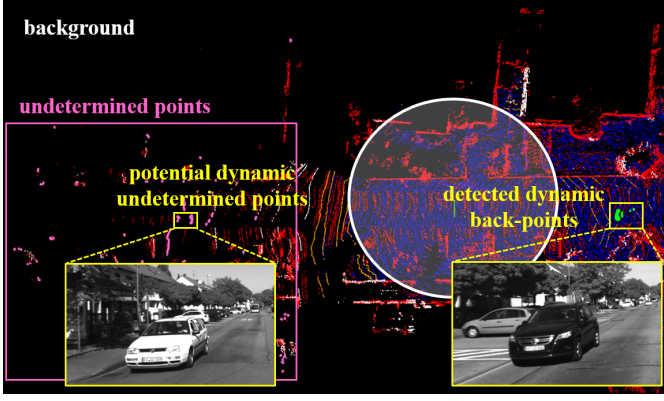 background
undetermined points
potential dynamic
undetermined points
detected dynamic
back-points